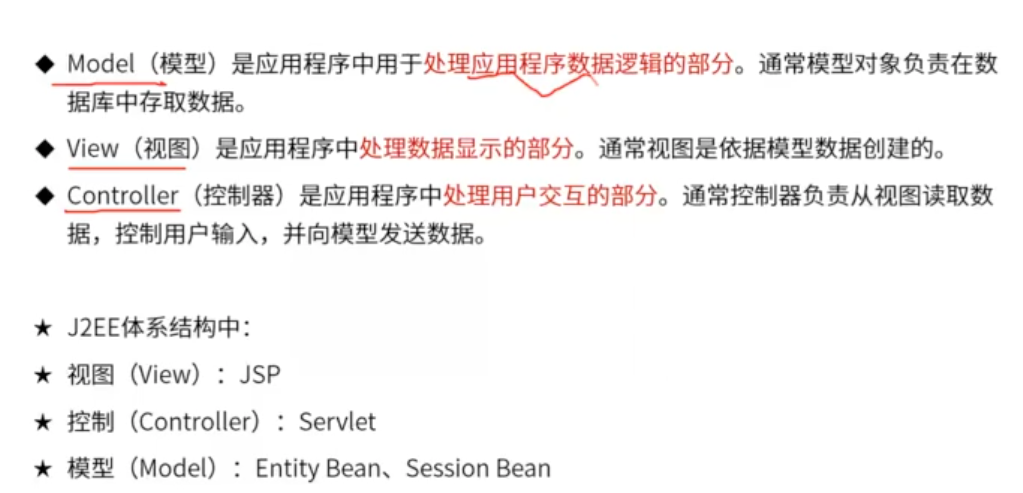 ◆ Model（模型）是应用程序中用于处理应用程序数据逻辑的部分。通常模型对象负责在数
据库中存取数据。
◆ View（视图）是应用程序中处理数据显示的部分。通常视图是依据模型数据创建的。
◆ Controller（控制器）是应用程序中处理用户交互的部分。通常控制器负责从视图读取数
据，控制用户输入，并向模型发送数据。
★ J2EE体系结构中：
★ 视图（View）：JSP
★ 控制（Controller）：Servlet
★ 模型（Model）：Entity Bean、Session Bean